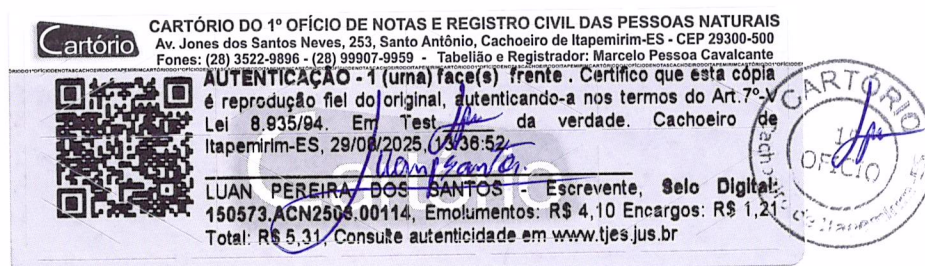 Cartório
CARTÓRIO DO 1º OFÍCIO DE NOTAS E REGISTRO CIVIL DAS PESSOAS NATURAIS
Av. Jones dos Santos Neves, 253, Santo Antônio, Cachoeiro de Itapemirim-ES - CEP 29300-500
Fones: (28) 3522-9896 - (28) 99907-9959 - Tabelião e Registrador: Marcelo Pessoa Cavalcante
AUTENTICAÇÃO - 1 (uma) face(s) frente . Certifico que esta cópia
é reprodução fiel do original, autenticando-a nos termos do Art.7º-V
Lei 8.935/94. Em Test da verdade. Cachoeiro de
Itapemirim-ES, 29/08/2025, 13:36:52
LUAN PEREIRA DOS SANTOS - Escrevente, Selo Digital:
150573.ACN2503.00114, Emolumentos: R$ 4,10 Encargos: R$ 1,21
Total: R$ 5,31, Consulte autenticidade em www.tjes.jus.br
Cartório
CARTÓRIO
1º
OFÍCIO